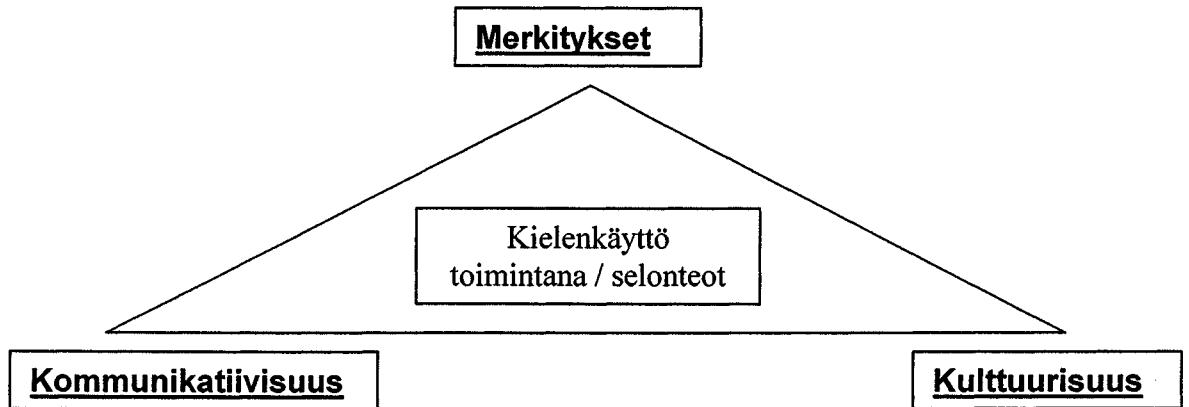 Merkitykset
Kielenkäyttö
toimintana / selonteot
Kommunikatiivisuus
Kulttuurisuus